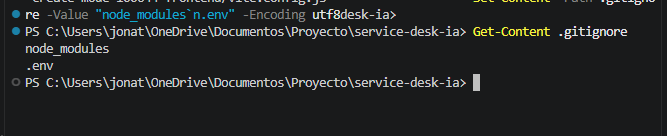 re -Value "node_modules`n.env" -Encoding utf8desk-ia>
PS C:\Users\jonat\OneDrive\Documentos\Proyecto\service-desk-ia> Get-Content .gitignore
node_modules
.env
PS C:\Users\jonat\OneDrive\Documentos\Proyecto\service-desk-ia>